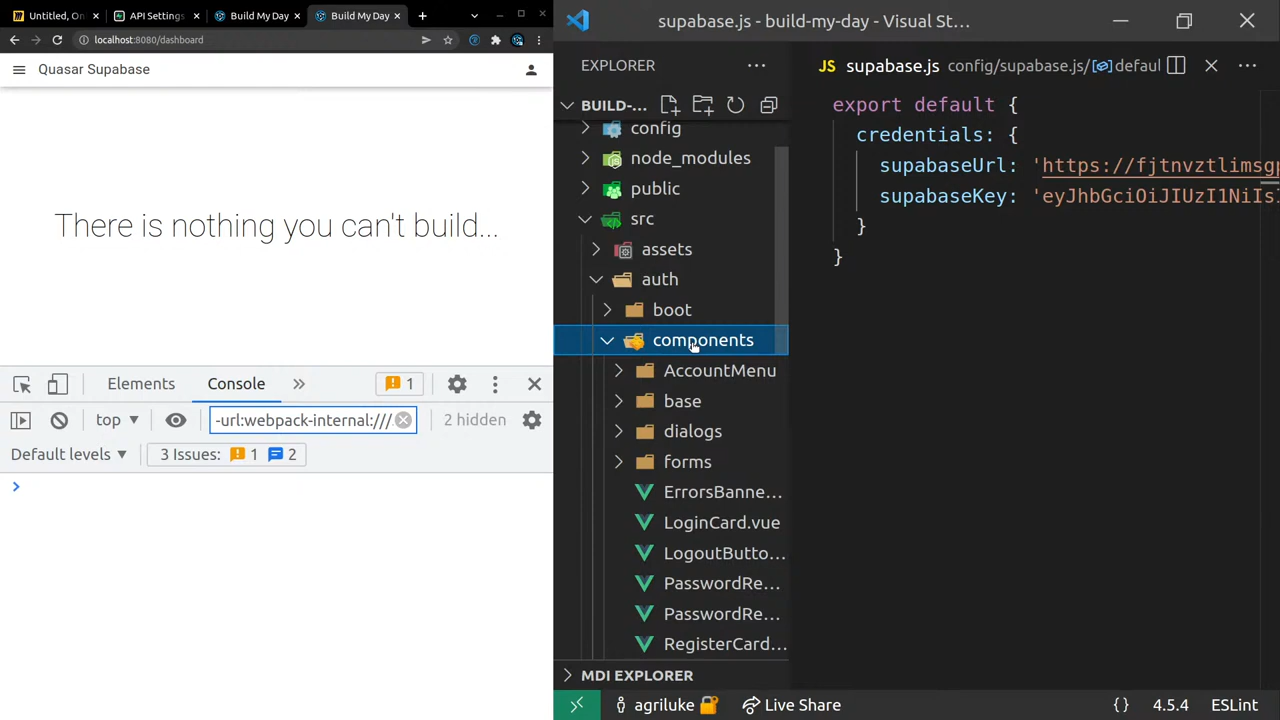 Untitled, On
API Settings
Build My Day
Build My Day
localhost:8080/dashboard
Quasar Supabase
There is nothing you can't build...
Elements
Console
1
top
-url:webpack-internal:///
2 hidden
Default levels
3 Issues:
1
2
supabase.js - build-my-day - Visual St...
EXPLORER
BUILD-...
config
node_modules
public
src
assets
auth
boot
components
AccountMenu
base
dialogs
forms
ErrorsBanne...
LoginCard.vue
LogoutButto...
PasswordRe...
PasswordRe...
RegisterCard...
MDI EXPLORER
JS supabase.js config/supabase.js/ defaul
export default {
credentials: {
supabaseUrl: 'https://fjtnvztlimsgp
supabaseKey: 'eyJhbGciOiJIUzI1NiIs
}
}
agriluke
Live Share
{ }
4.5.4
ESLint